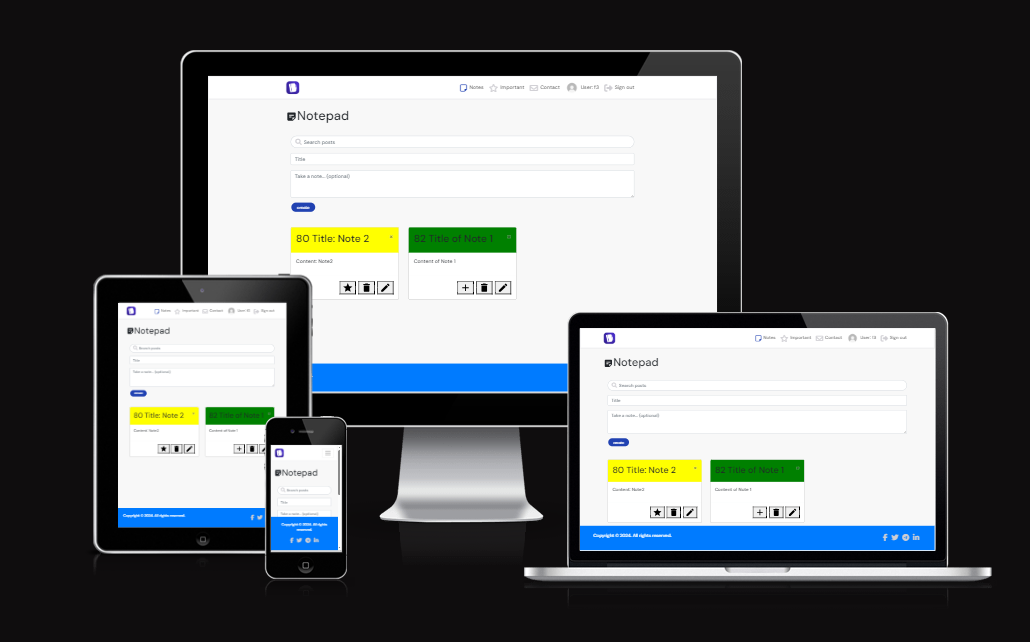 Notes Important Contact User: f3 Sign out
Notepad
Search posts
Title
Take a note... (optional)
create
80 Title: Note 2 82 Title of Note 1
Content: Note2 Content of Note 1
Notes Important Contact User: f3 Sign out
Notepad
Search posts
Title
Take a note... (optional)
create
80 Title: Note 2 82 Title of Note 1
Content: Note2 Content of Note 1
Copyright © 2024. All rights reserved.
Notepad
Search posts
Title
Take a note... (optional)
Copyright © 2024. All rights
reserved.
Notes Important Contact User: f3 Sign out
Notepad
Search posts
Title
Take a note... (optional)
create
80 Title: Note 2 82 Title of Note 1
Content: Note2 Content of Note 1
Copyright © 2024. All rights reserved.